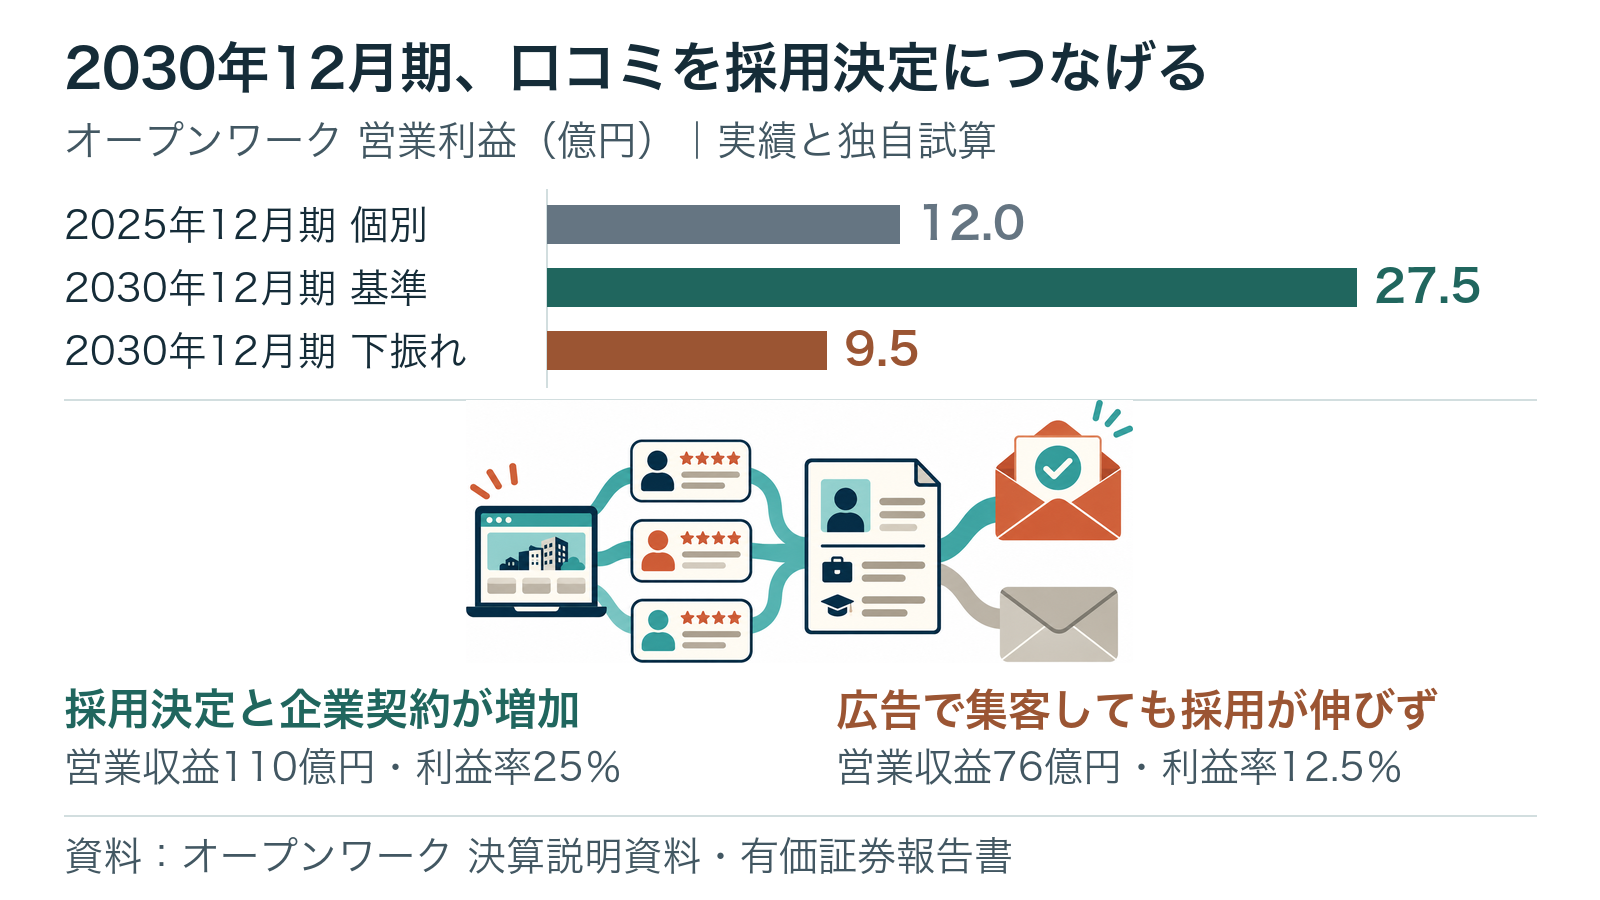 2030年12月期、口コミを採用決定につなげる
オープンワーク 営業利益（億円）｜実績と独自試算
2025年12月期 個別 12.0
2030年12月期 基準 27.5
2030年12月期 下振れ 9.5
採用決定と企業契約が増加
営業収益110億円・利益率25%
広告で集客しても採用が伸びず
営業収益76億円・利益率12.5%
資料：オープンワーク 決算説明資料・有価証券報告書